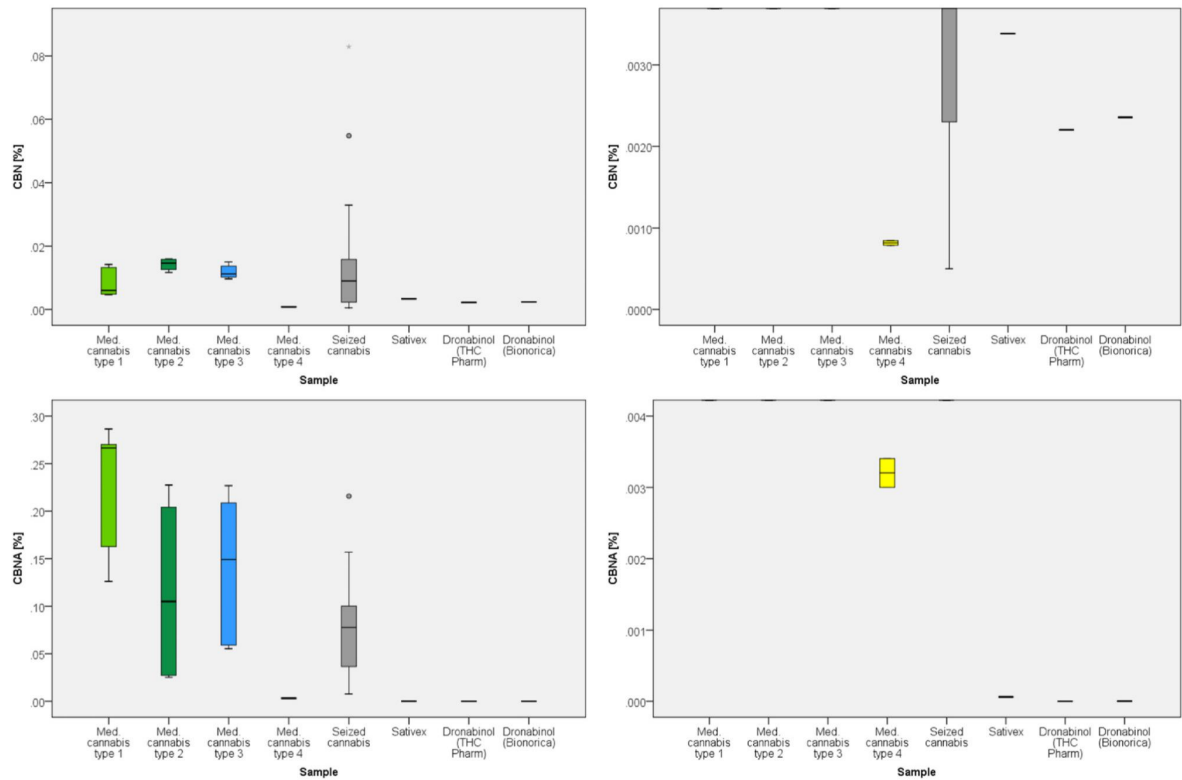 CBN [%]
.08
.06
.04
.02
.00
Med.
cannabis
type 1
Med.
cannabis
type 2
Med.
cannabis
type 3
Med.
cannabis
type 4
Seized
cannabis
Sativex
Dronabinol
(THC
Pharm)
Dronabinol
(Bionorica)
Sample
CBN [%]
.0030
.0020
.0010
.0000
Med.
cannabis
type 1
Med.
cannabis
type 2
Med.
cannabis
type 3
Med.
cannabis
type 4
Seized
cannabis
Sativex
Dronabinol
(THC
Pharm)
Dronabinol
(Bionorica)
Sample
CBNA [%]
.30
.25
.20
.15
.10
.05
.00
Med.
cannabis
type 1
Med.
cannabis
type 2
Med.
cannabis
type 3
Med.
cannabis
type 4
Seized
cannabis
Sativex
Dronabinol
(THC
Pharm)
Dronabinol
(Bionorica)
Sample
CBNA [%]
.004
.003
.002
.001
.000
Med.
cannabis
type 1
Med.
cannabis
type 2
Med.
cannabis
type 3
Med.
cannabis
type 4
Seized
cannabis
Sativex
Dronabinol
(THC
Pharm)
Dronabinol
(Bionorica)
Sample